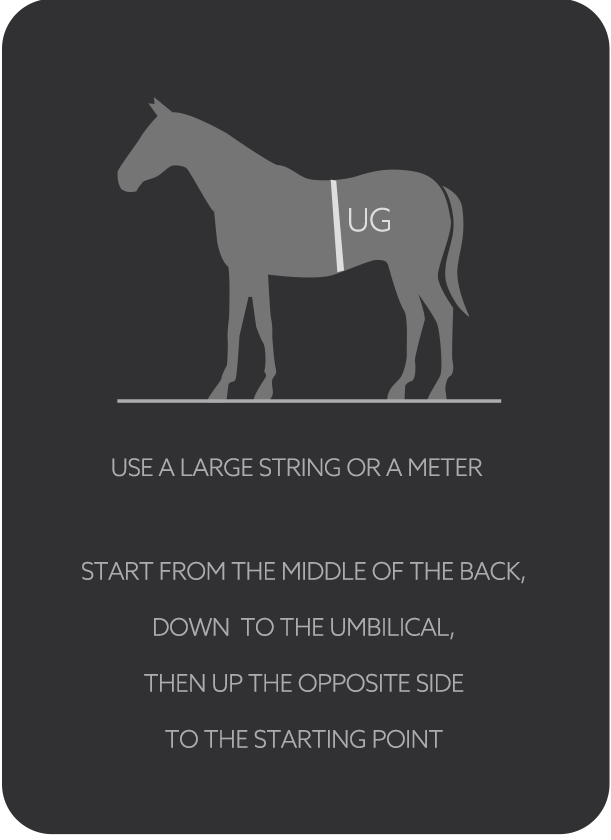 UG
USE A LARGE STRING OR A METER
START FROM THE MIDDLE OF THE BACK,
DOWN TO THE UMBILICAL,
THEN UP THE OPPOSITE SIDE
TO THE STARTING POINT